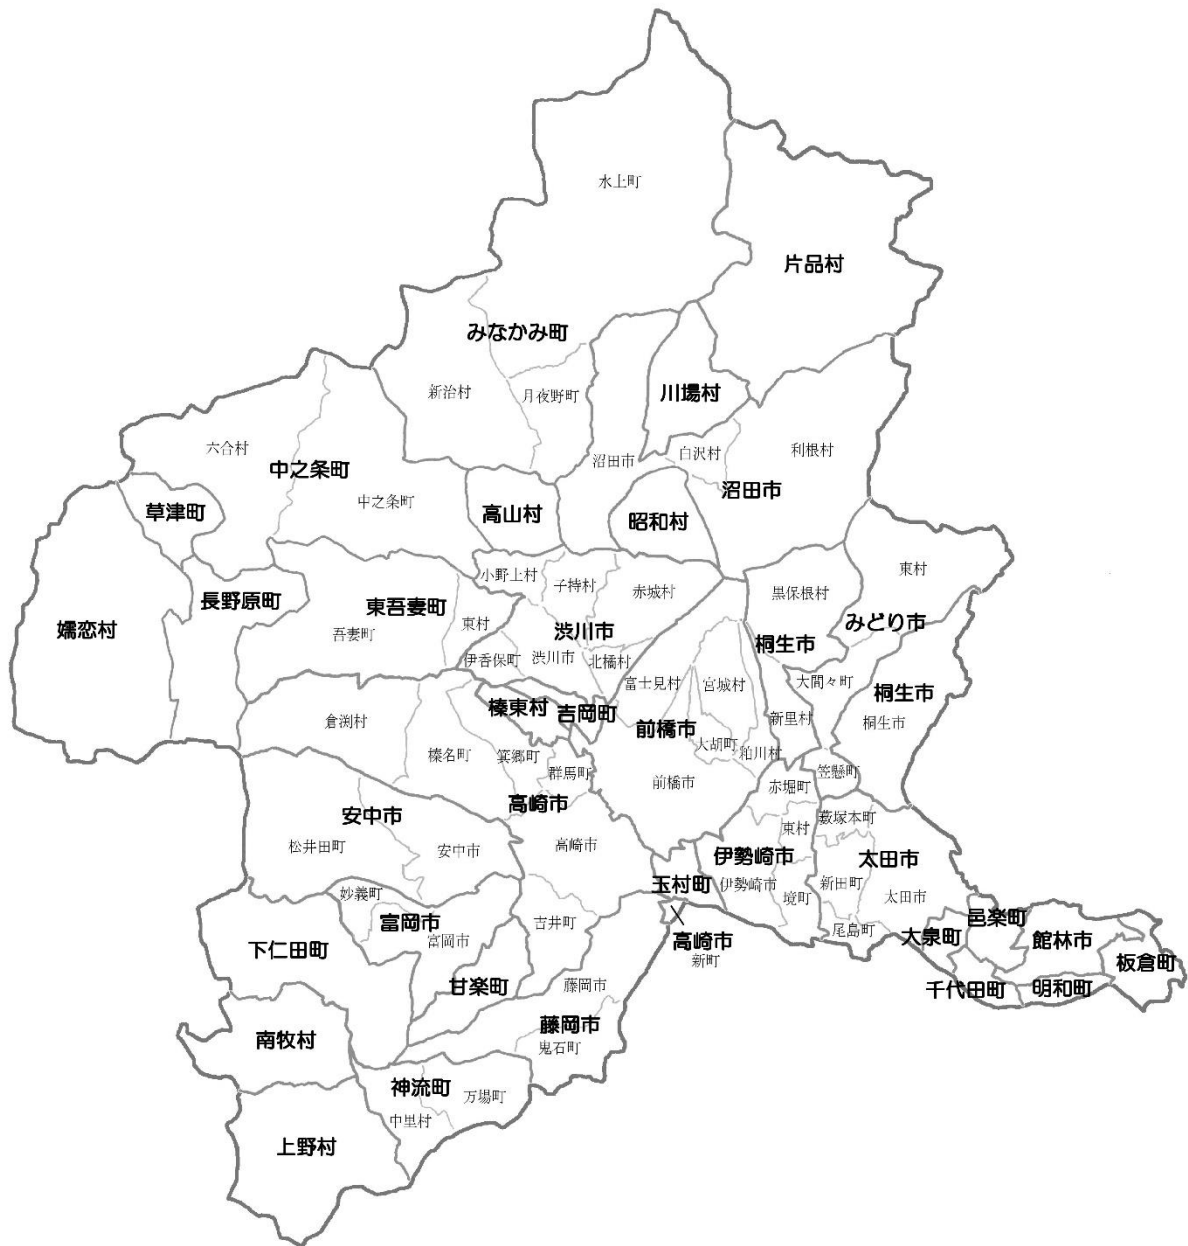 水上町
片品村
みなかみ町
新治村
月夜野町
川場村
六合村
中之条町
中之条町
沼田市
白沢村
利根村
沼田市
草津町
高山村
昭和村
嬬恋村
長野原町
東吾妻町
吾妻町
東村
小野上村
子持村
赤城村
渋川市
伊香保町
渋川市
北橘村
黒保根村
東村
みどり市
桐生市
大間々町
桐生市
桐生市
新里村
富士見村
宮城村
前橋市
大胡町
粕川村
前橋市
榛東村
吉岡町
倉渕村
榛名町
箕郷町
群馬町
高崎市
高崎市
笠懸町
赤堀町
東村
藪塚本町
安中市
松井田町
安中市
伊勢崎市
伊勢崎市
境町
太田市
新田町
太田市
尾島町
玉村町
高崎市
新町
妙義町
富岡市
富岡市
吉井町
下仁田町
甘楽町
藤岡市
藤岡市
鬼石町
大泉町
邑楽町
館林市
板倉町
千代田町
明和町
南牧村
神流町
万場町
中里村
上野村